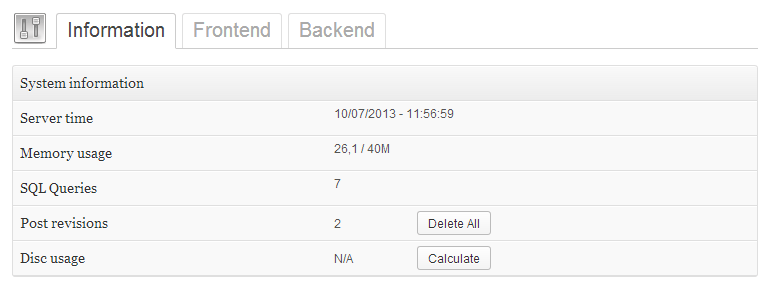 Information Frontend Backend
System information
Server time 10/07/2013 - 11:56:59
Memory usage 26,1 / 40M
SQL Queries 7
Post revisions 2 Delete All
Disc usage N/A Calculate